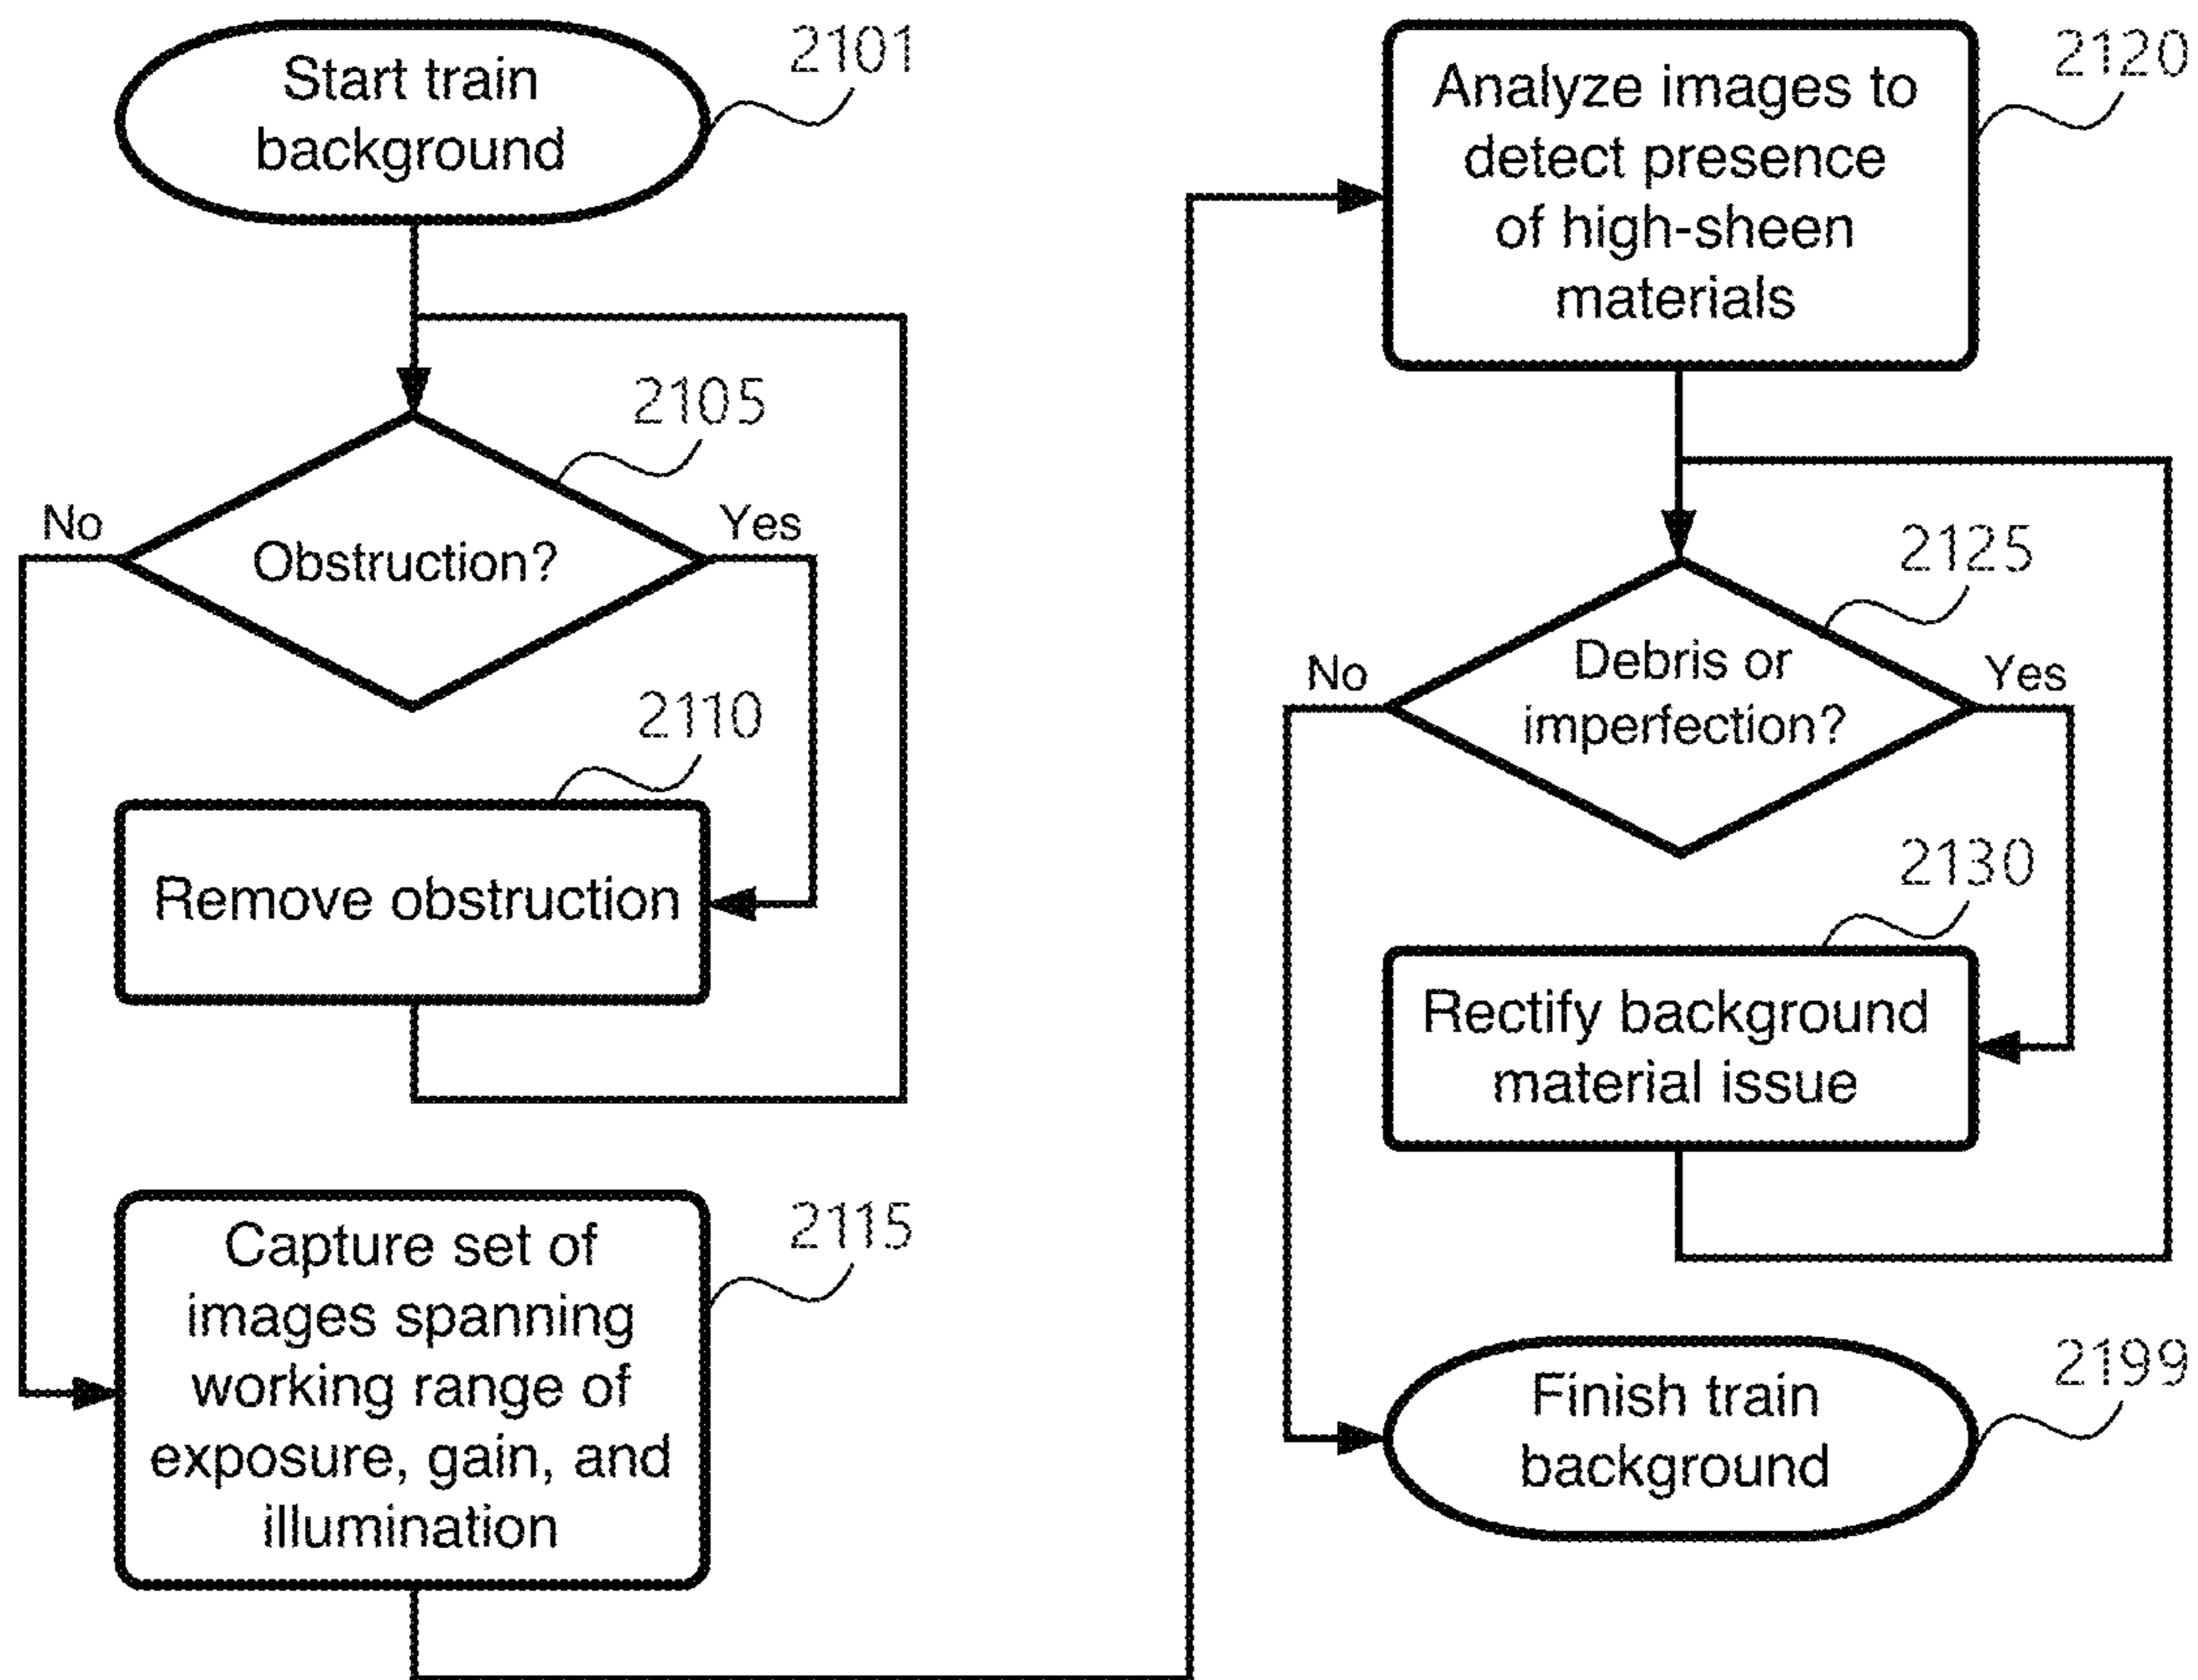 Start train
background
2101
2105
No
Obstruction?
Yes
2110
Remove obstruction
Capture set of
images spanning
working range of
exposure, gain, and
illumination
2115
Analyze images to
detect presence
of high-sheen
materials
2120
2125
No
Debris or
imperfection?
Yes
2130
Rectify background
material issue
Finish train
background
2199